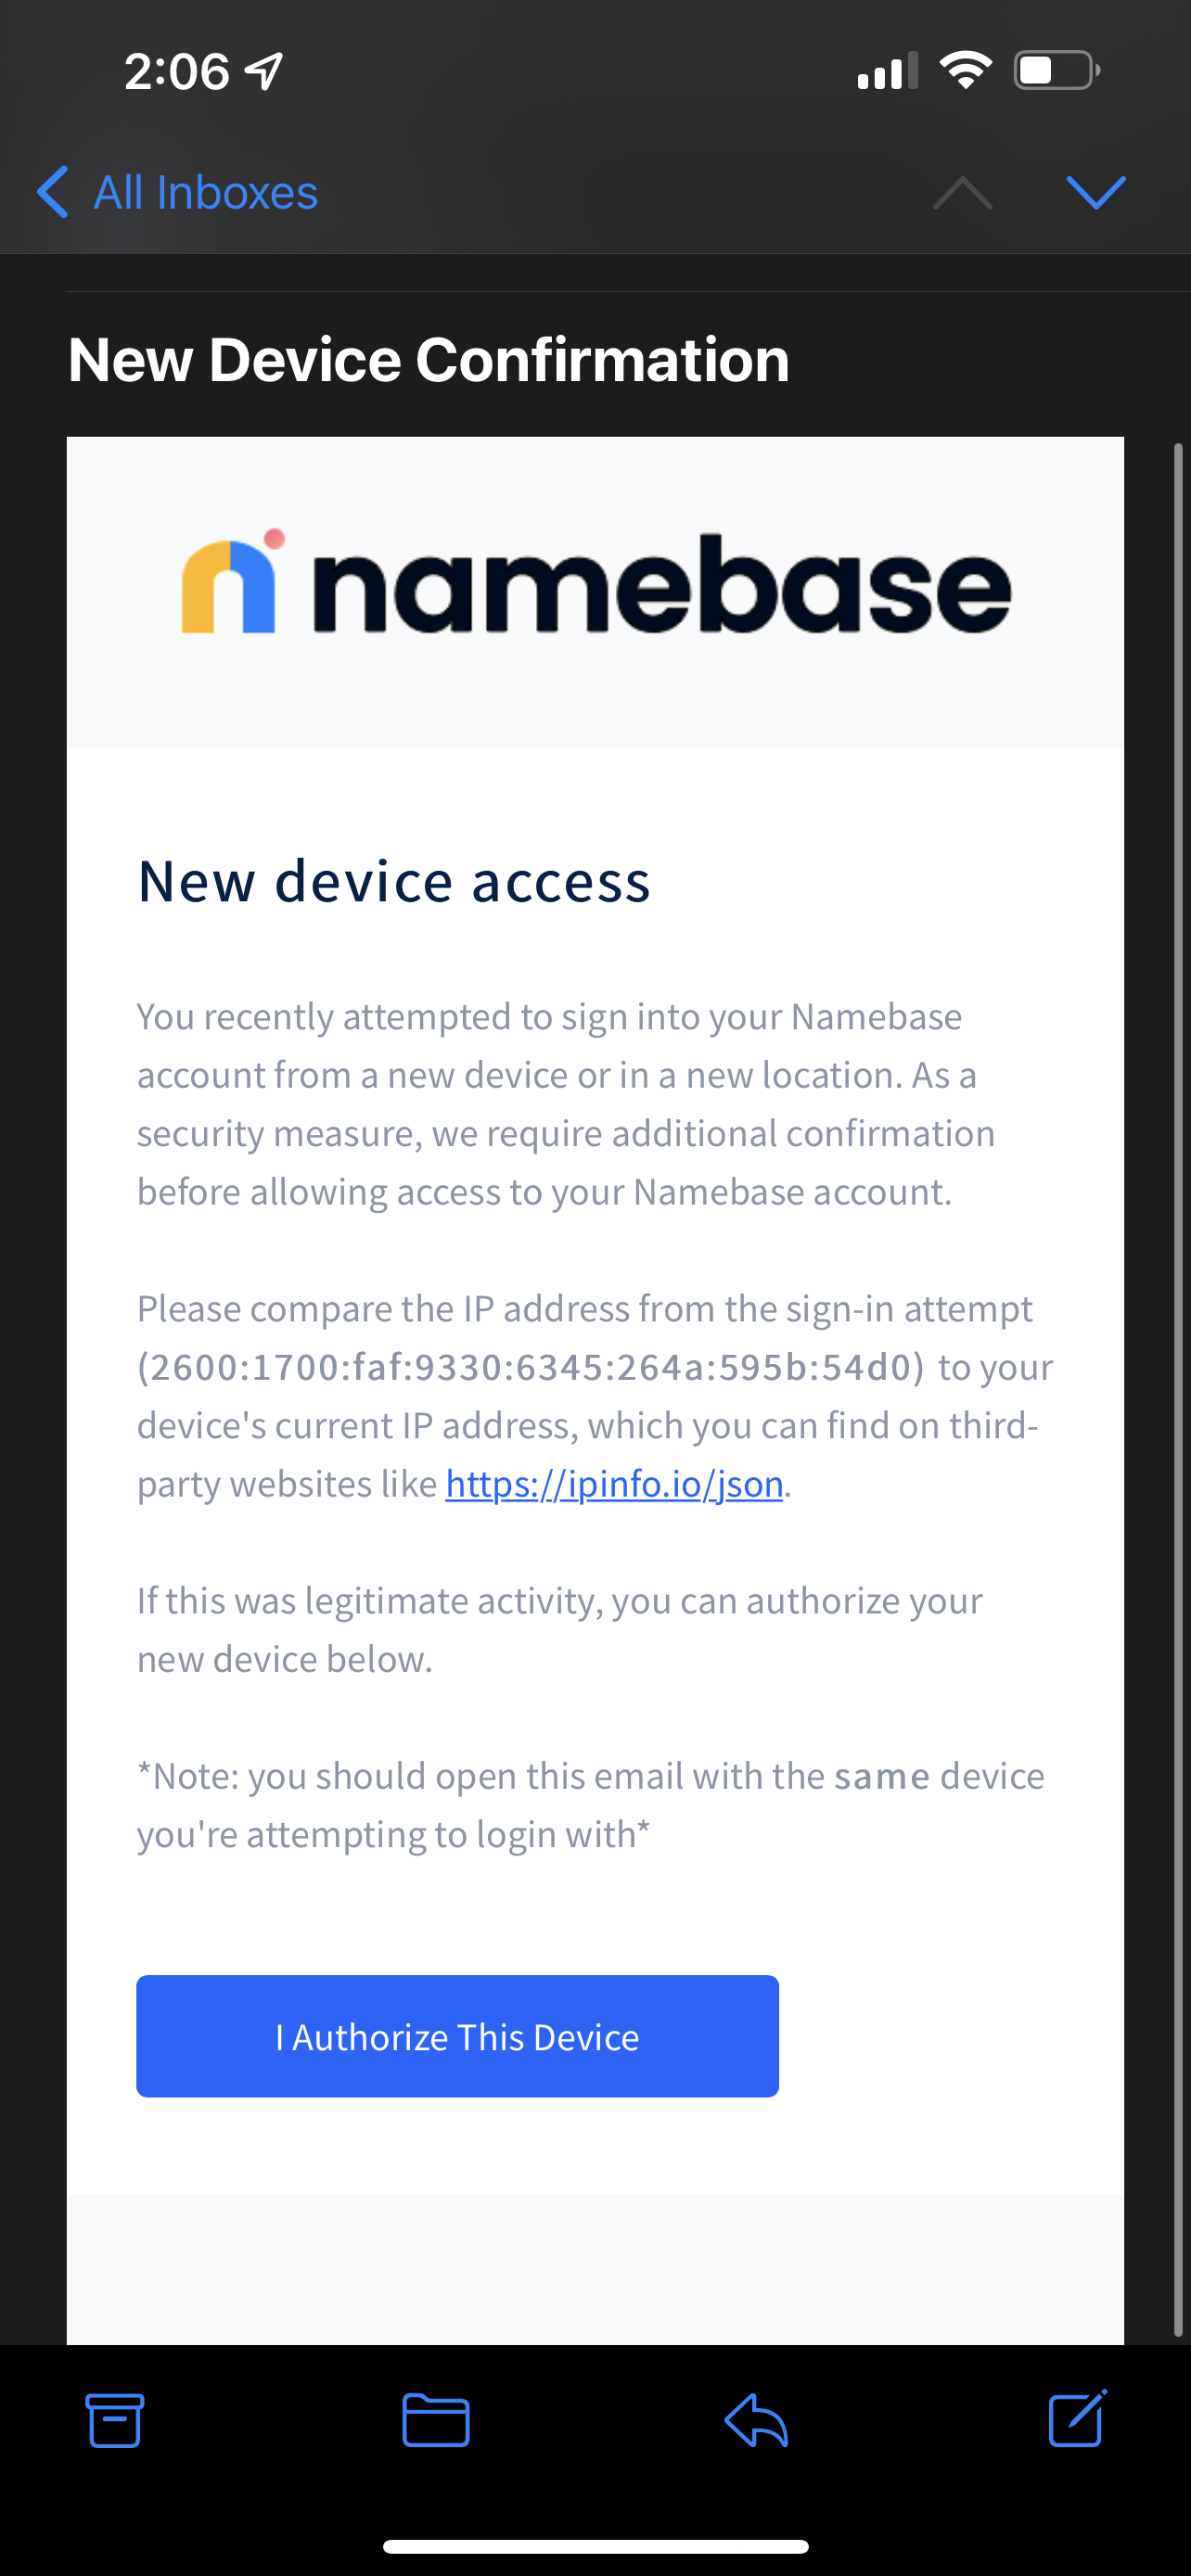 2:06
All Inboxes
New Device Confirmation
namebase
New device access
You recently attempted to sign into your Namebase
account from a new device or in a new location. As a
security measure, we require additional confirmation
before allowing access to your Namebase account.
Please compare the IP address from the sign-in attempt
(2600:1700:faf:9330:6345:264a:595b:54d0) to your
device's current IP address, which you can find on third-
party websites like https://ipinfo.io/json.
If this was legitimate activity, you can authorize your
new device below.
*Note: you should open this email with the same device
you're attempting to login with*
I Authorize This Device